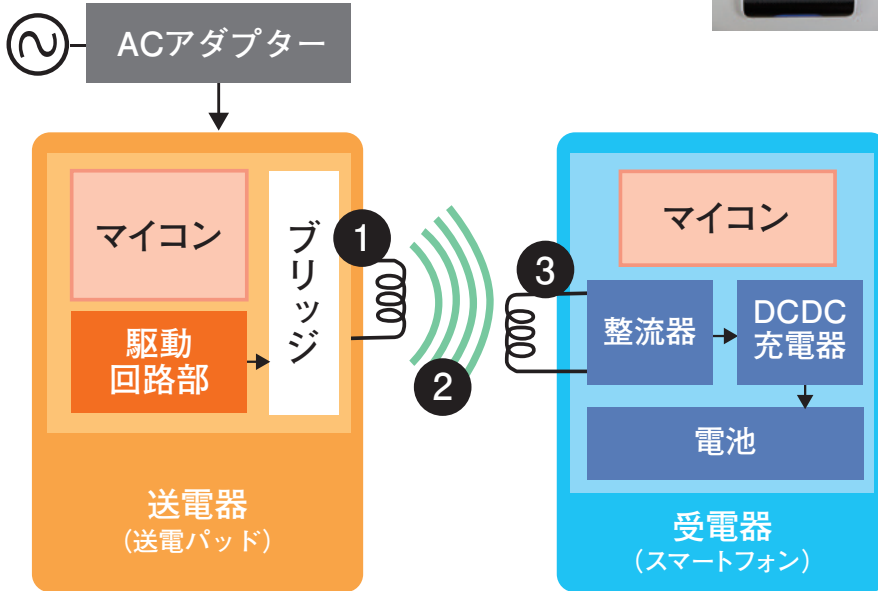 ACアダプター
マイコン
ブリッジ
駆動
回路部
送電器
(送電パッド)
1
2
3
マイコン
整流器
DCDC
充電器
電池
受電器
(スマートフォン)